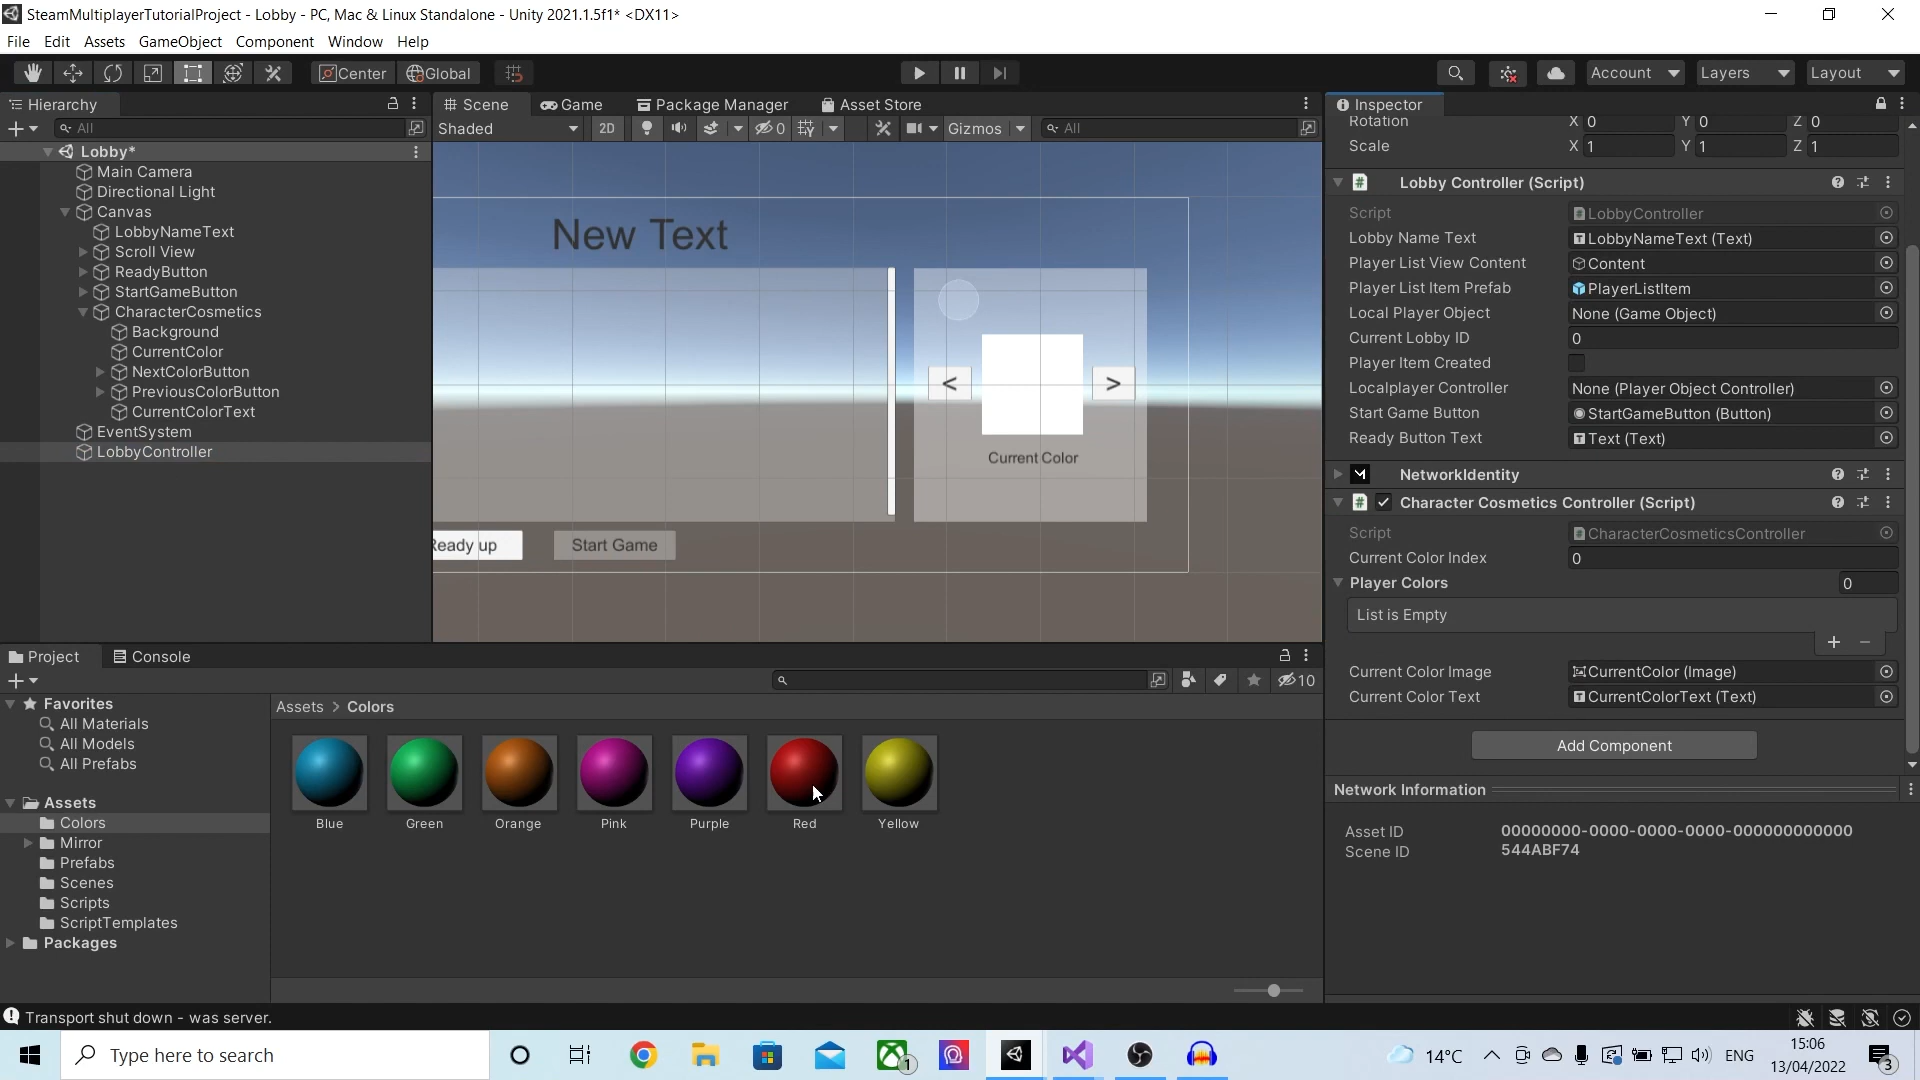 SteamMultiplayerTutorialProject - Lobby - PC, Mac & Linux Standalone - Unity 2021.1.5f1* <DX11>
File Edit Assets GameObject Component Window Help
Center Global Account Layers Layout
Hierarchy
All
Lobby*
Main Camera
Directional Light
Canvas
LobbyNameText
Scroll View
ReadyButton
StartGameButton
CharacterCosmetics
Background
CurrentColor
NextColorButton
PreviousColorButton
CurrentColorText
EventSystem
LobbyController
Scene Game Package Manager Asset Store
Shaded 2D 0 Gizmos All
New Text
< >
Current Color
Ready up Start Game
Inspector
Rotation X 0 Y 0 Z 0
Scale X 1 Y 1 Z 1
Lobby Controller (Script)
Script LobbyController
Lobby Name Text LobbyNameText (Text)
Player List View Content Content
Player List Item Prefab PlayerListItem
Local Player Object None (Game Object)
Current Lobby ID 0
Player Item Created
Localplayer Controller None (Player Object Controller)
Start Game Button StartGameButton (Button)
Ready Button Text Text (Text)
NetworkIdentity
Character Cosmetics Controller (Script)
Script CharacterCosmeticsController
Current Color Index 0
Player Colors 0
List is Empty
+ −
Current Color Image CurrentColor (Image)
Current Color Text CurrentColorText (Text)
Add Component
Network Information
Asset ID 00000000-0000-0000-0000-000000000000
Scene ID 544ABF74
Project Console
10
Favorites
All Materials
All Models
All Prefabs
Assets
Colors
Mirror
Prefabs
Scenes
Scripts
ScriptTemplates
Packages
Assets > Colors
Blue Green Orange Pink Purple Red Yellow
Transport shut down - was server.
Type here to search
1
14°C
ENG
15:06
13/04/2022
3